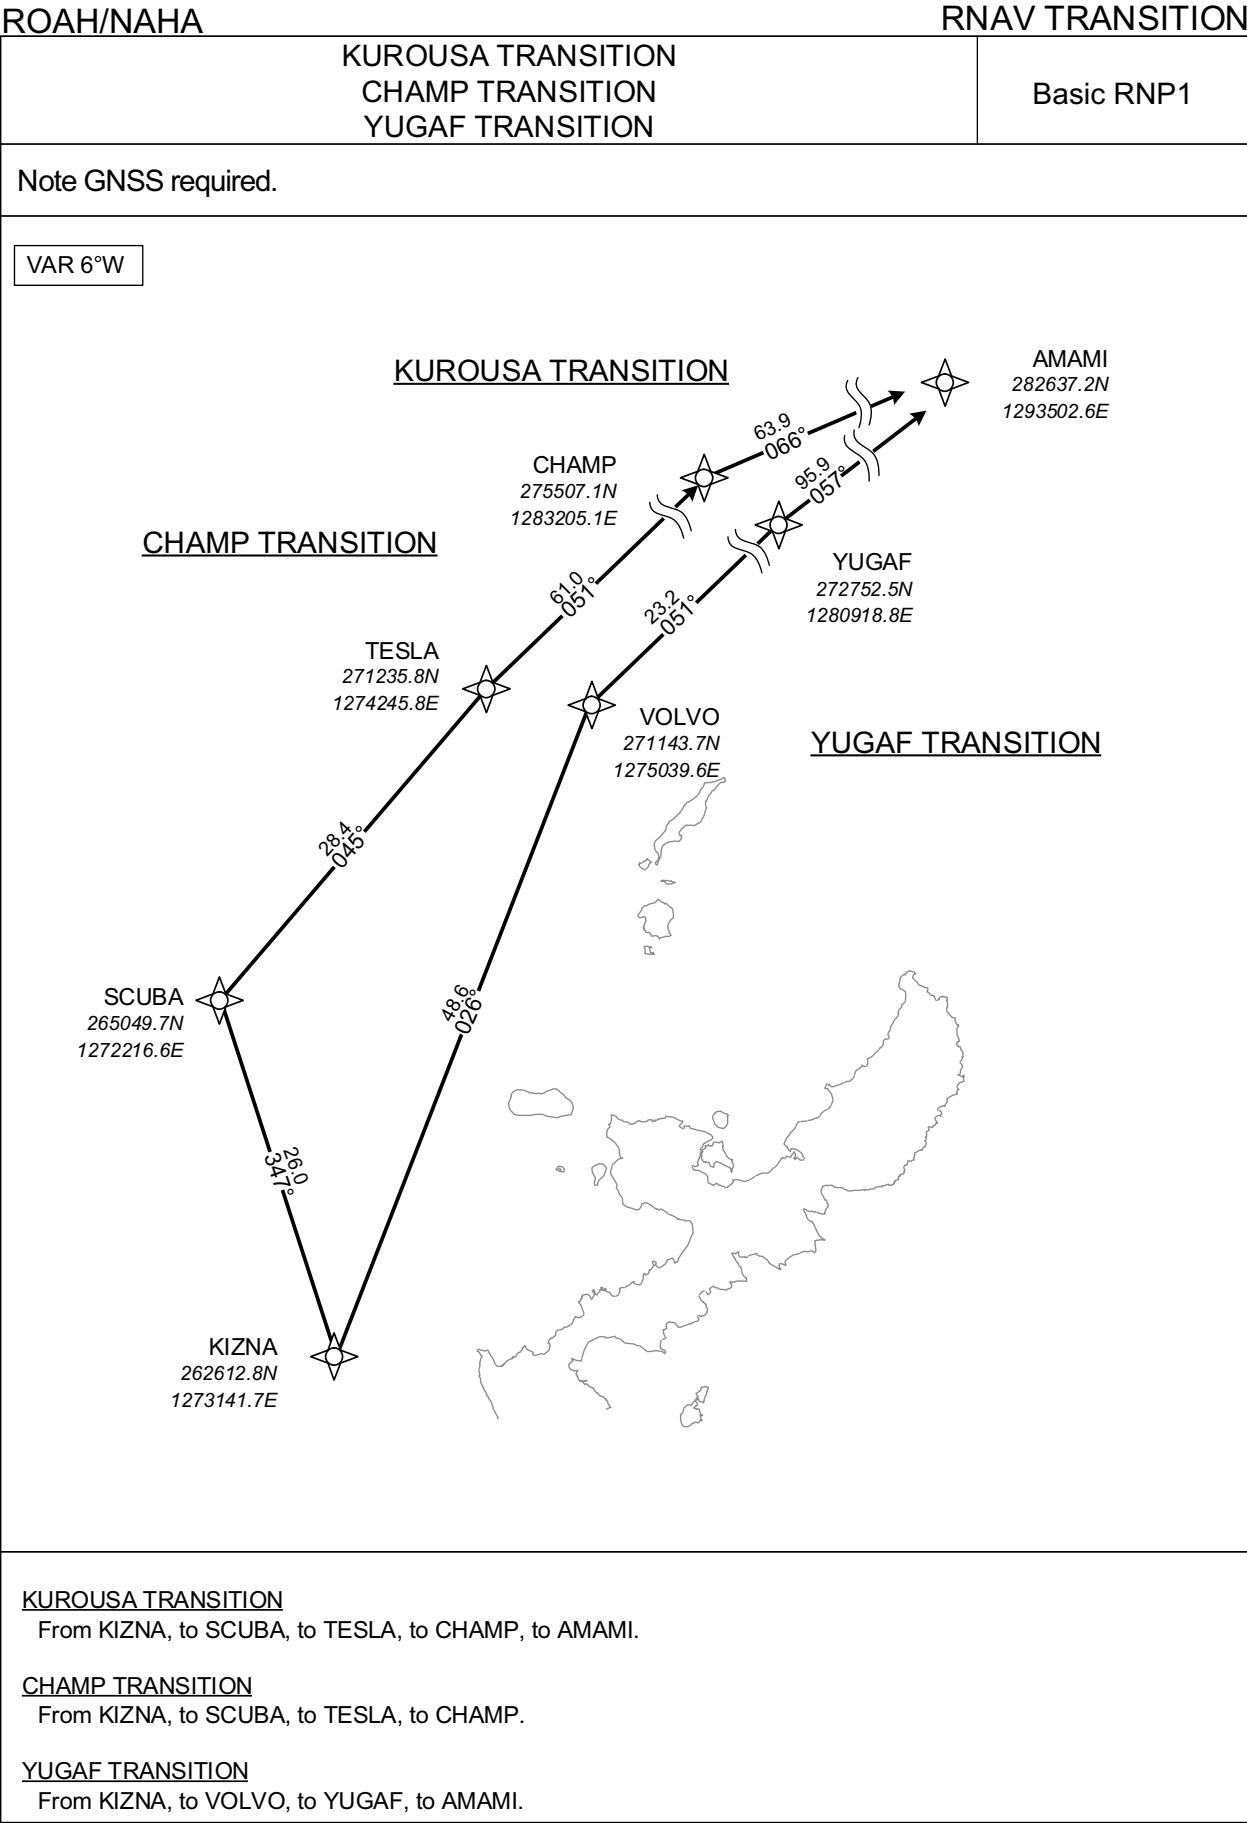 ROAH/NAHA
RNAV TRANSITION
KUROUSA TRANSITION
CHAMP TRANSITION
YUGAF TRANSITION
Basic RNP1
Note GNSS required.
VAR 6°W
KUROUSA TRANSITION
AMAMI
282637.2N
1293502.6E
63.9
066°
CHAMP
275507.1N
1283205.1E
95.9
057°
CHAMP TRANSITION
YUGAF
272752.5N
1280918.8E
61.0
051°
23.2
051°
TESLA
271235.8N
1274245.8E
VOLVO
271143.7N
1275039.6E
YUGAF TRANSITION
28.4
045°
SCUBA
265049.7N
1272216.6E
48.6
026°
26.0
347°
KIZNA
262612.8N
1273141.7E
KUROUSA TRANSITION
From KIZNA, to SCUBA, to TESLA, to CHAMP, to AMAMI.
CHAMP TRANSITION
From KIZNA, to SCUBA, to TESLA, to CHAMP.
YUGAF TRANSITION
From KIZNA, to VOLVO, to YUGAF, to AMAMI.